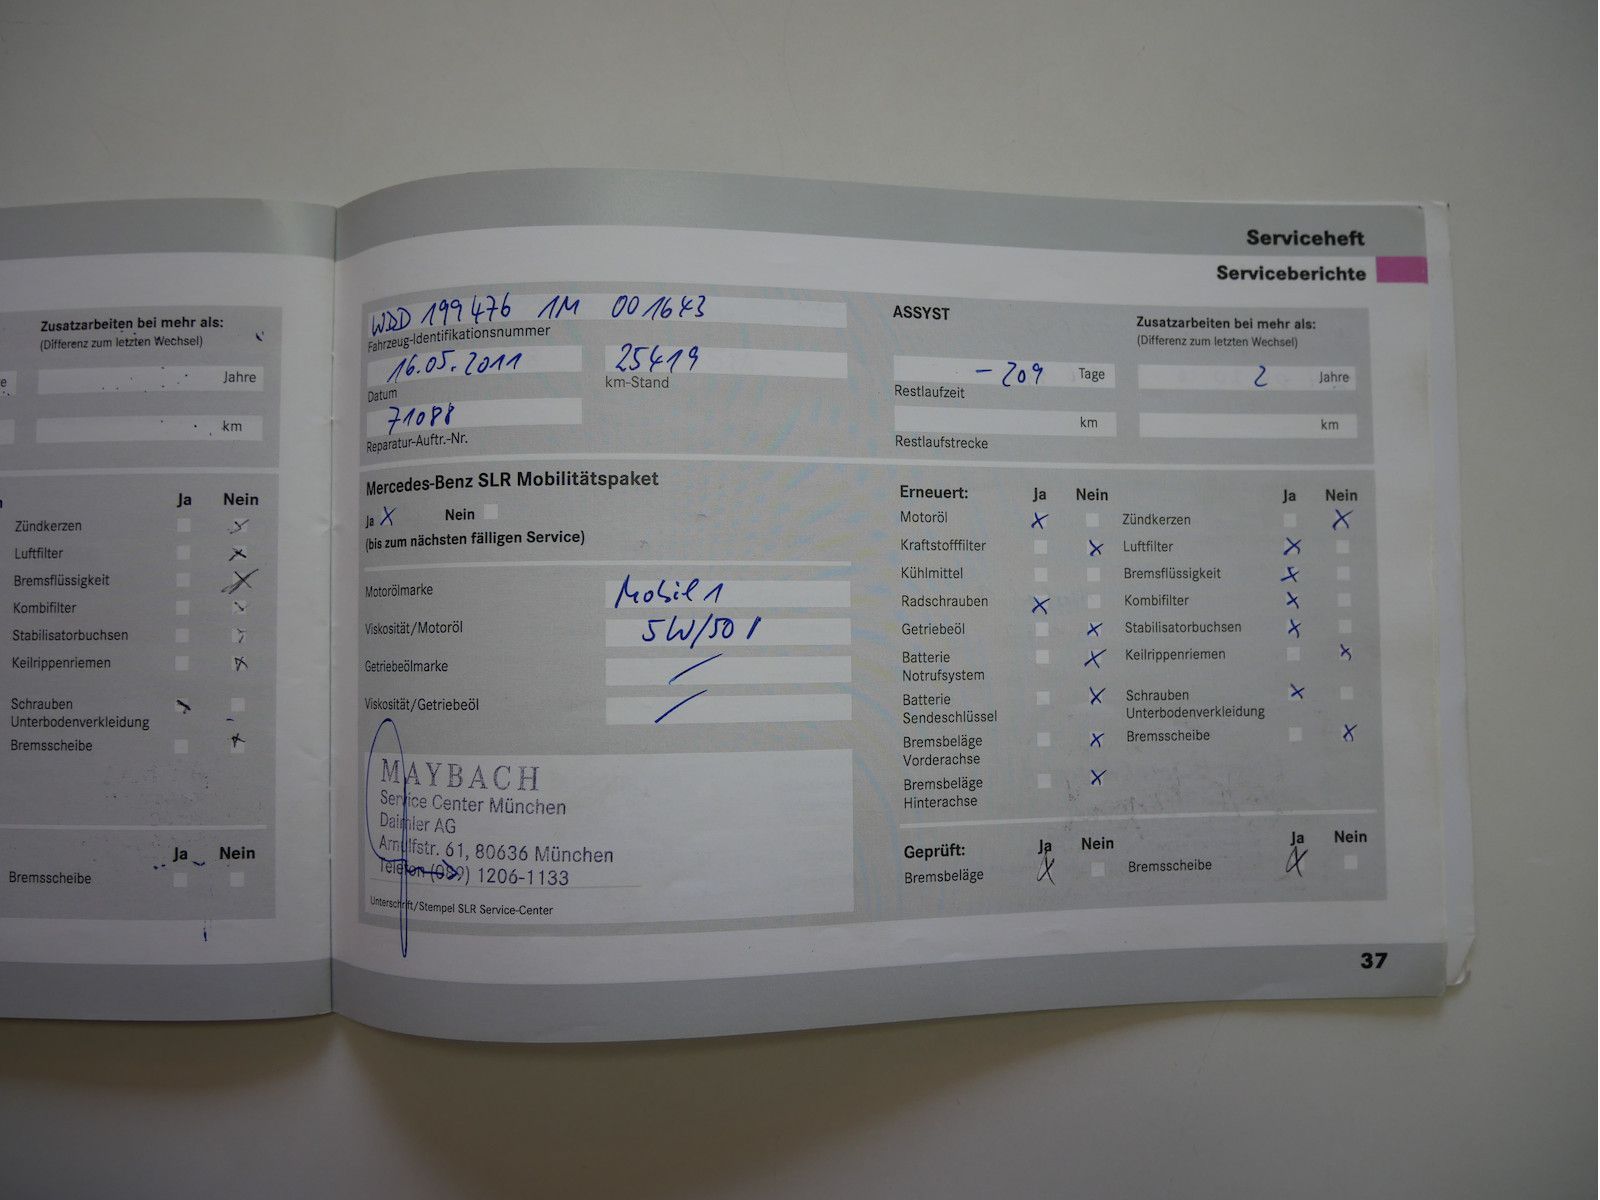 Zusatzarbeiten bei mehr als:
(Differenz zum letzten Wechsel)
Jahre
km
Ja Nein
Zündkerzen
Luftfilter
Bremsflüssigkeit
Kombifilter
Stabilisatorbuchsen
Keilrippenriemen
Schrauben
Unterbodenverkleidung
Bremsscheibe
Ja Nein
Bremsscheibe
Serviceheft
Serviceberichte
WDD 199476 1M 001643
Fahrzeug-Identifikationsnummer
16.05.2011 25419
Datum km-Stand
71088
Reparatur-Auftr.-Nr.
ASSYST
Zusatzarbeiten bei mehr als:
(Differenz zum letzten Wechsel)
-209 Tage 2 Jahre
Restlaufzeit
km km
Restlaufstrecke
Mercedes-Benz SLR Mobilitätspaket
Ja X Nein
(bis zum nächsten fälligen Service)
Motorölmarke Mobil 1
Viskosität/Motoröl 5W/50
Getriebeölmarke
Viskosität/Getriebeöl
MAYBACH
Service Center München
Daimler AG
Arnulfstr. 61, 80636 München
Telefon (089) 1206-1133
Unterschrift/Stempel SLR Service-Center
Erneuert: Ja Nein Ja Nein
Motoröl X Zündkerzen X
Kraftstofffilter X Luftfilter X
Kühlmittel Bremsflüssigkeit X
Radschrauben X Kombifilter X
Getriebeöl X Stabilisatorbuchsen X
Batterie X Keilrippenriemen X
Notrufsystem
Batterie X Schrauben X
Sendeschlüssel Unterbodenverkleidung
Bremsbeläge X Bremsscheibe X
Vorderachse
Bremsbeläge X
Hinterachse
Geprüft: Ja Nein Ja Nein
Bremsbeläge X Bremsscheibe X
37